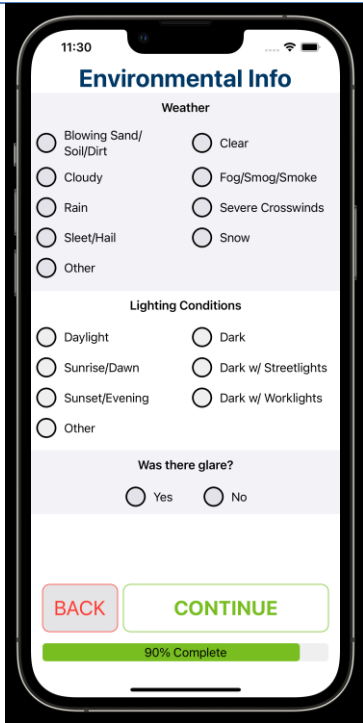 11:30
Environmental Info
Weather
Blowing Sand/
Soil/Dirt
Clear
Cloudy
Fog/Smog/Smoke
Rain
Severe Crosswinds
Sleet/Hail
Snow
Other
Lighting Conditions
Daylight
Dark
Sunrise/Dawn
Dark w/ Streetlights
Sunset/Evening
Dark w/ Worklights
Other
Was there glare?
Yes
No
BACK
CONTINUE
90% Complete